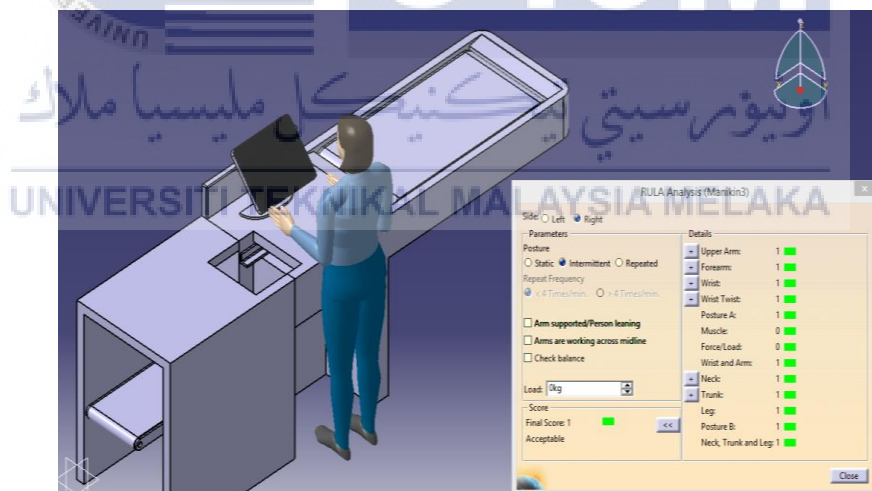 UNIVE
اونيۏرسيتي تيكنيكل مليسيا ملاك
UNIVERSITI TEKNIKAL MALAYSIA MELAKA
RULA Analysis (Manikin3)
x
Side: Left Right
Parameters
Posture
Static Intermittent Repeated
Repeat Frequency
< 4 Times/min. > 4 Times/min.
Arm supported/Person leaning
Arms are working across midline
Check balance
Load: 0kg
Score
Final Score: 1
<<
Acceptable
Details
+ Upper Arm: 1
+ Forearm: 1
+ Wrist: 1
+ Wrist Twist: 1
Posture A: 1
Muscle: 0
Force/Load: 0
Wrist and Arm: 1
+ Neck: 1
+ Trunk: 1
Leg: 1
Posture B: 1
Neck, Trunk and Leg: 1
Close